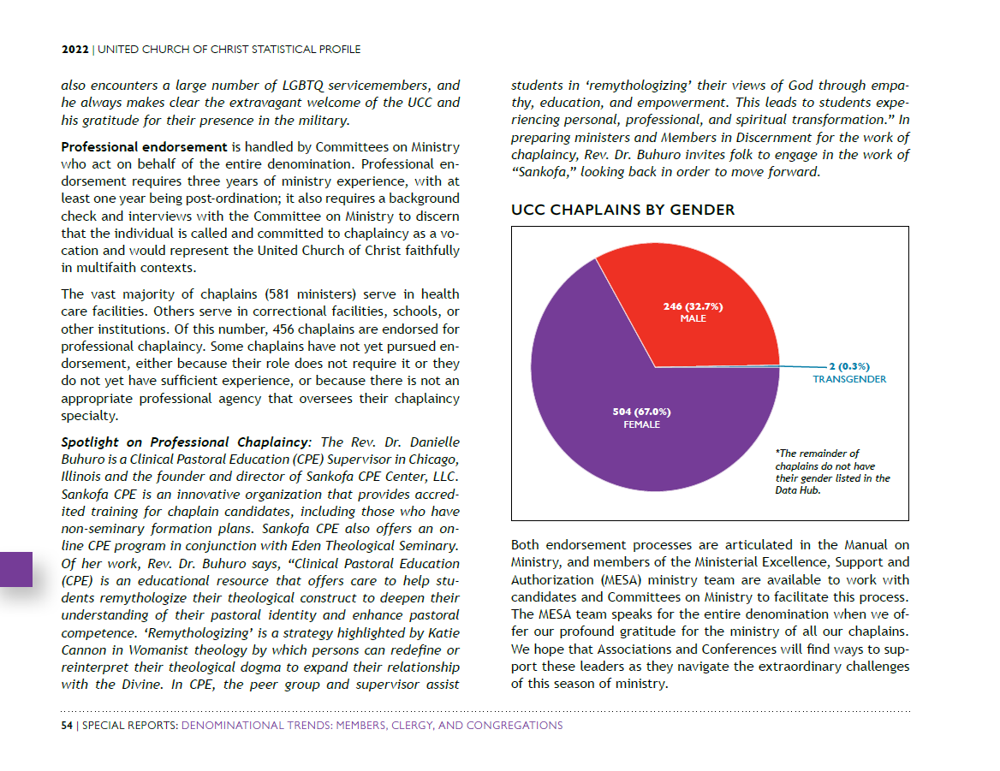 2022 | UNITED CHURCH OF CHRIST STATISTICAL PROFILE
also encounters a large number of LGBTQ servicemembers, and
he always makes clear the extravagant welcome of the UCC and
his gratitude for their presence in the military.
Professional endorsement is handled by Committees on Ministry
who act on behalf of the entire denomination. Professional en-
dorsement requires three years of ministry experience, with at
least one year being post-ordination; it also requires a background
check and interviews with the Committee on Ministry to discern
that the individual is called and committed to chaplaincy as a vo-
cation and would represent the United Church of Christ faithfully
in multifaith contexts.
The vast majority of chaplains (581 ministers) serve in health
care facilities. Others serve in correctional facilities, schools, or
other institutions. Of this number, 456 chaplains are endorsed for
professional chaplaincy. Some chaplains have not yet pursued en-
dorsement, either because their role does not require it or they
do not yet have sufficient experience, or because there is not an
appropriate professional agency that oversees their chaplaincy
specialty.
Spotlight on Professional Chaplaincy: The Rev. Dr. Danielle
Buhuro is a Clinical Pastoral Education (CPE) Supervisor in Chicago,
Illinois and the founder and director of Sankofa CPE Center, LLC.
Sankofa CPE is an innovative organization that provides accred-
ited training for chaplain candidates, including those who have
non-seminary formation plans. Sankofa CPE also offers an on-
line CPE program in conjunction with Eden Theological Seminary.
Of her work, Rev. Dr. Buhuro says, “Clinical Pastoral Education
(CPE) is an educational resource that offers care to help stu-
dents remythologize their theological construct to deepen their
understanding of their pastoral identity and enhance pastoral
competence. ‘Remythologizing’ is a strategy highlighted by Katie
Cannon in Womanist theology by which persons can redefine or
reinterpret their theological dogma to expand their relationship
with the Divine. In CPE, the peer group and supervisor assist
students in ‘remythologizing’ their views of God through empa-
thy, education, and empowerment. This leads to students expe-
riencing personal, professional, and spiritual transformation.” In
preparing ministers and Members in Discernment for the work of
chaplaincy, Rev. Dr. Buhuro invites folk to engage in the work of
“Sankofa,” looking back in order to move forward.
UCC CHAPLAINS BY GENDER
246 (32.7%)
MALE
2 (0.3%)
TRANSGENDER
504 (67.0%)
FEMALE
*The remainder of
chaplains do not have
their gender listed in the
Data Hub.
Both endorsement processes are articulated in the Manual on
Ministry, and members of the Ministerial Excellence, Support and
Authorization (MESA) ministry team are available to work with
candidates and Committees on Ministry to facilitate this process.
The MESA team speaks for the entire denomination when we of-
fer our profound gratitude for the ministry of all our chaplains.
We hope that Associations and Conferences will find ways to sup-
port these leaders as they navigate the extraordinary challenges
of this season of ministry.
54 | SPECIAL REPORTS: DENOMINATIONAL TRENDS: MEMBERS, CLERGY, AND CONGREGATIONS